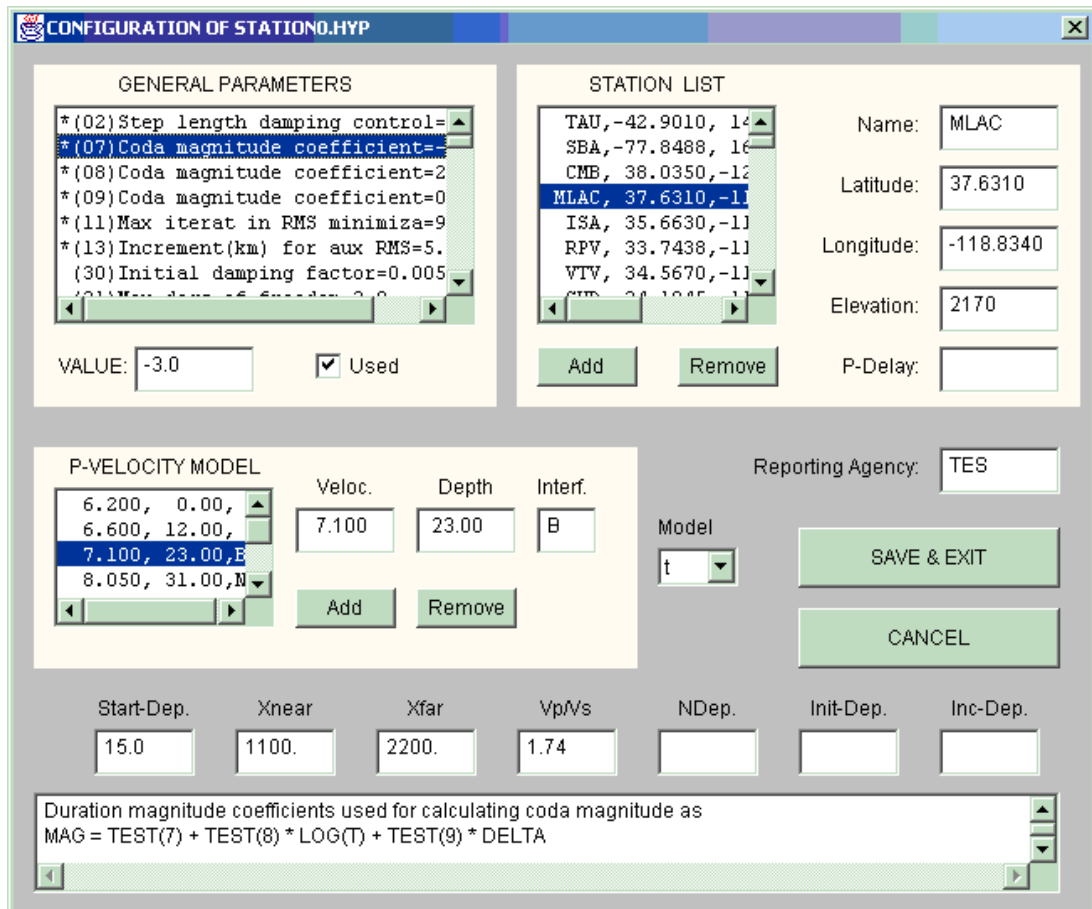 CONFIGURATION OF STATION0.HYP
GENERAL PARAMETERS
*(02)Step length damping control=
*(07)Coda magnitude coefficient=-
*(08)Coda magnitude coefficient=2
*(09)Coda magnitude coefficient=0
*(11)Max iterat in RMS minimiza=9
*(13)Increment(km) for aux RMS=5.
(30)Initial damping factor=0.005
VALUE: -3.0
Used
STATION LIST
TAU,-42.9010, 14
SBA,-77.8488, 16
CMB, 38.0350,-12
MLAC, 37.6310,-11
ISA, 35.6630,-11
RPV, 33.7438,-11
VTV, 34.5670,-11
Add
Remove
Name: MLAC
Latitude: 37.6310
Longitude: -118.8340
Elevation: 2170
P-Delay:
P-VELOCITY MODEL
6.200, 0.00,
6.600, 12.00,
7.100, 23.00,B
8.050, 31.00,N
Veloc. Depth Interf.
7.100 23.00 B
Add Remove
Reporting Agency: TES
Model
t
SAVE & EXIT
CANCEL
Start-Dep. Xnear Xfar Vp/Vs NDep. Init-Dep. Inc-Dep.
15.0 1100. 2200. 1.74
Duration magnitude coefficients used for calculating coda magnitude as
MAG = TEST(7) + TEST(8) * LOG(T) + TEST(9) * DELTA